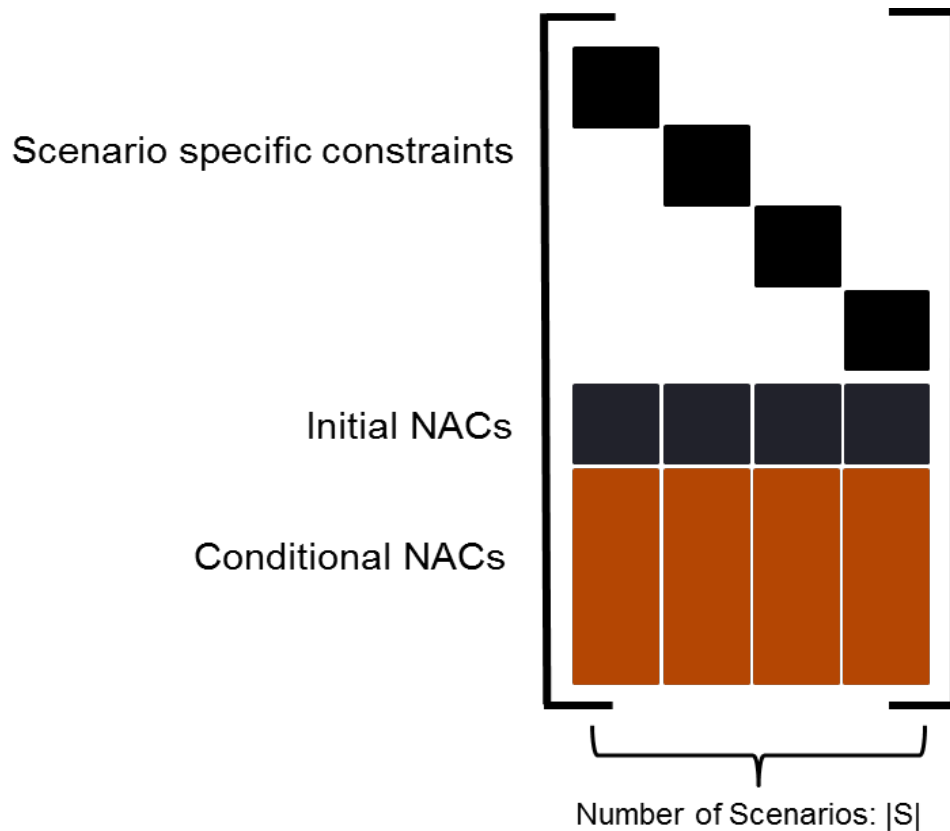 Scenario specific constraints
Initial NACs
Conditional NACs
Number of Scenarios: |S|